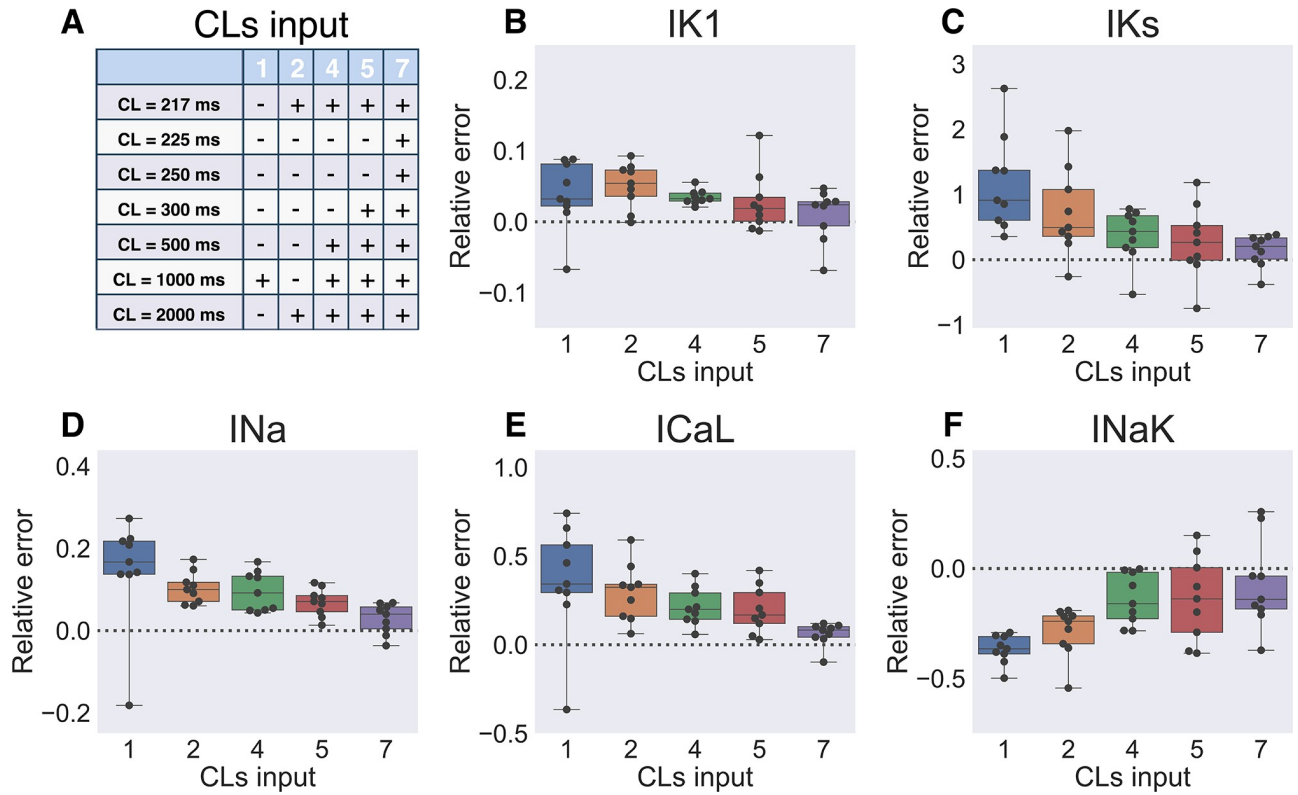 A CLs input
1 2 4 5 7
CL = 217 ms - + + + +
CL = 225 ms - - - - +
CL = 250 ms - - - - +
CL = 300 ms - - - + +
CL = 500 ms - - + + +
CL = 1000 ms + - + + +
CL = 2000 ms - + + + +
B IK1
Relative error
0.2
0.1
0.0
−0.1
1 2 4 5 7
CLs input
C IKs
Relative error
3
2
1
0
−1
1 2 4 5 7
CLs input
D INa
Relative error
0.4
0.2
0.0
−0.2
1 2 4 5 7
CLs input
E ICaL
Relative error
1.0
0.5
0.0
−0.5
1 2 4 5 7
CLs input
F INaK
Relative error
0.5
0.0
−0.5
1 2 4 5 7
CLs input